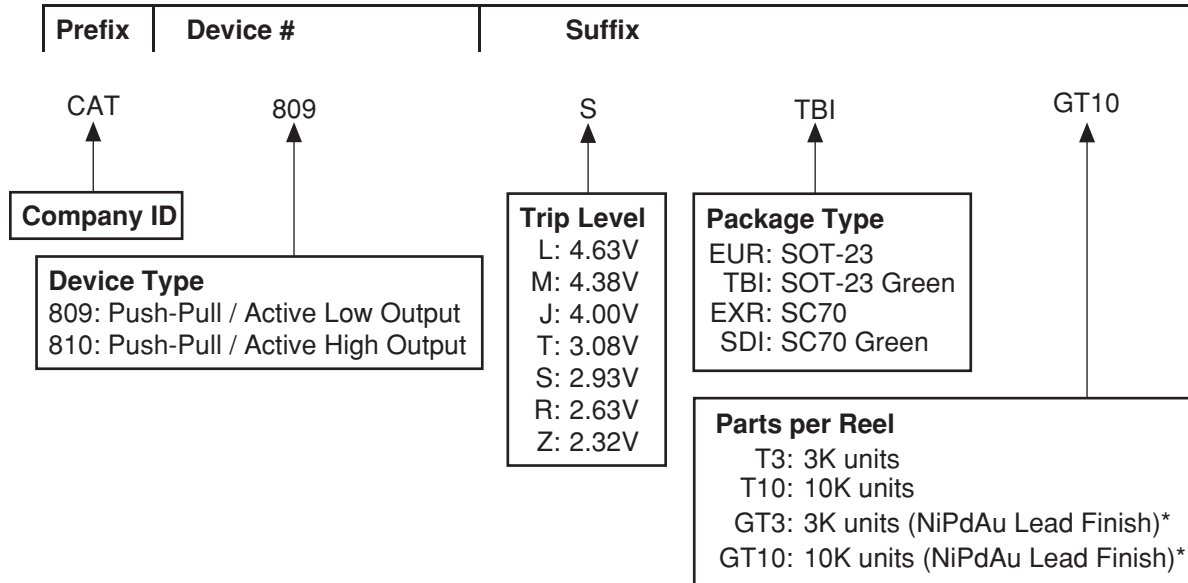 Prefix Device # Suffix
CAT 809 S TBI GT10
Company ID
Device Type
809: Push-Pull / Active Low Output
810: Push-Pull / Active High Output
Trip Level
L: 4.63V
M: 4.38V
J: 4.00V
T: 3.08V
S: 2.93V
R: 2.63V
Z: 2.32V
Package Type
EUR: SOT-23
TBI: SOT-23 Green
EXR: SC70
SDI: SC70 Green
Parts per Reel
T3: 3K units
T10: 10K units
GT3: 3K units (NiPdAu Lead Finish)*
GT10: 10K units (NiPdAu Lead Finish)*